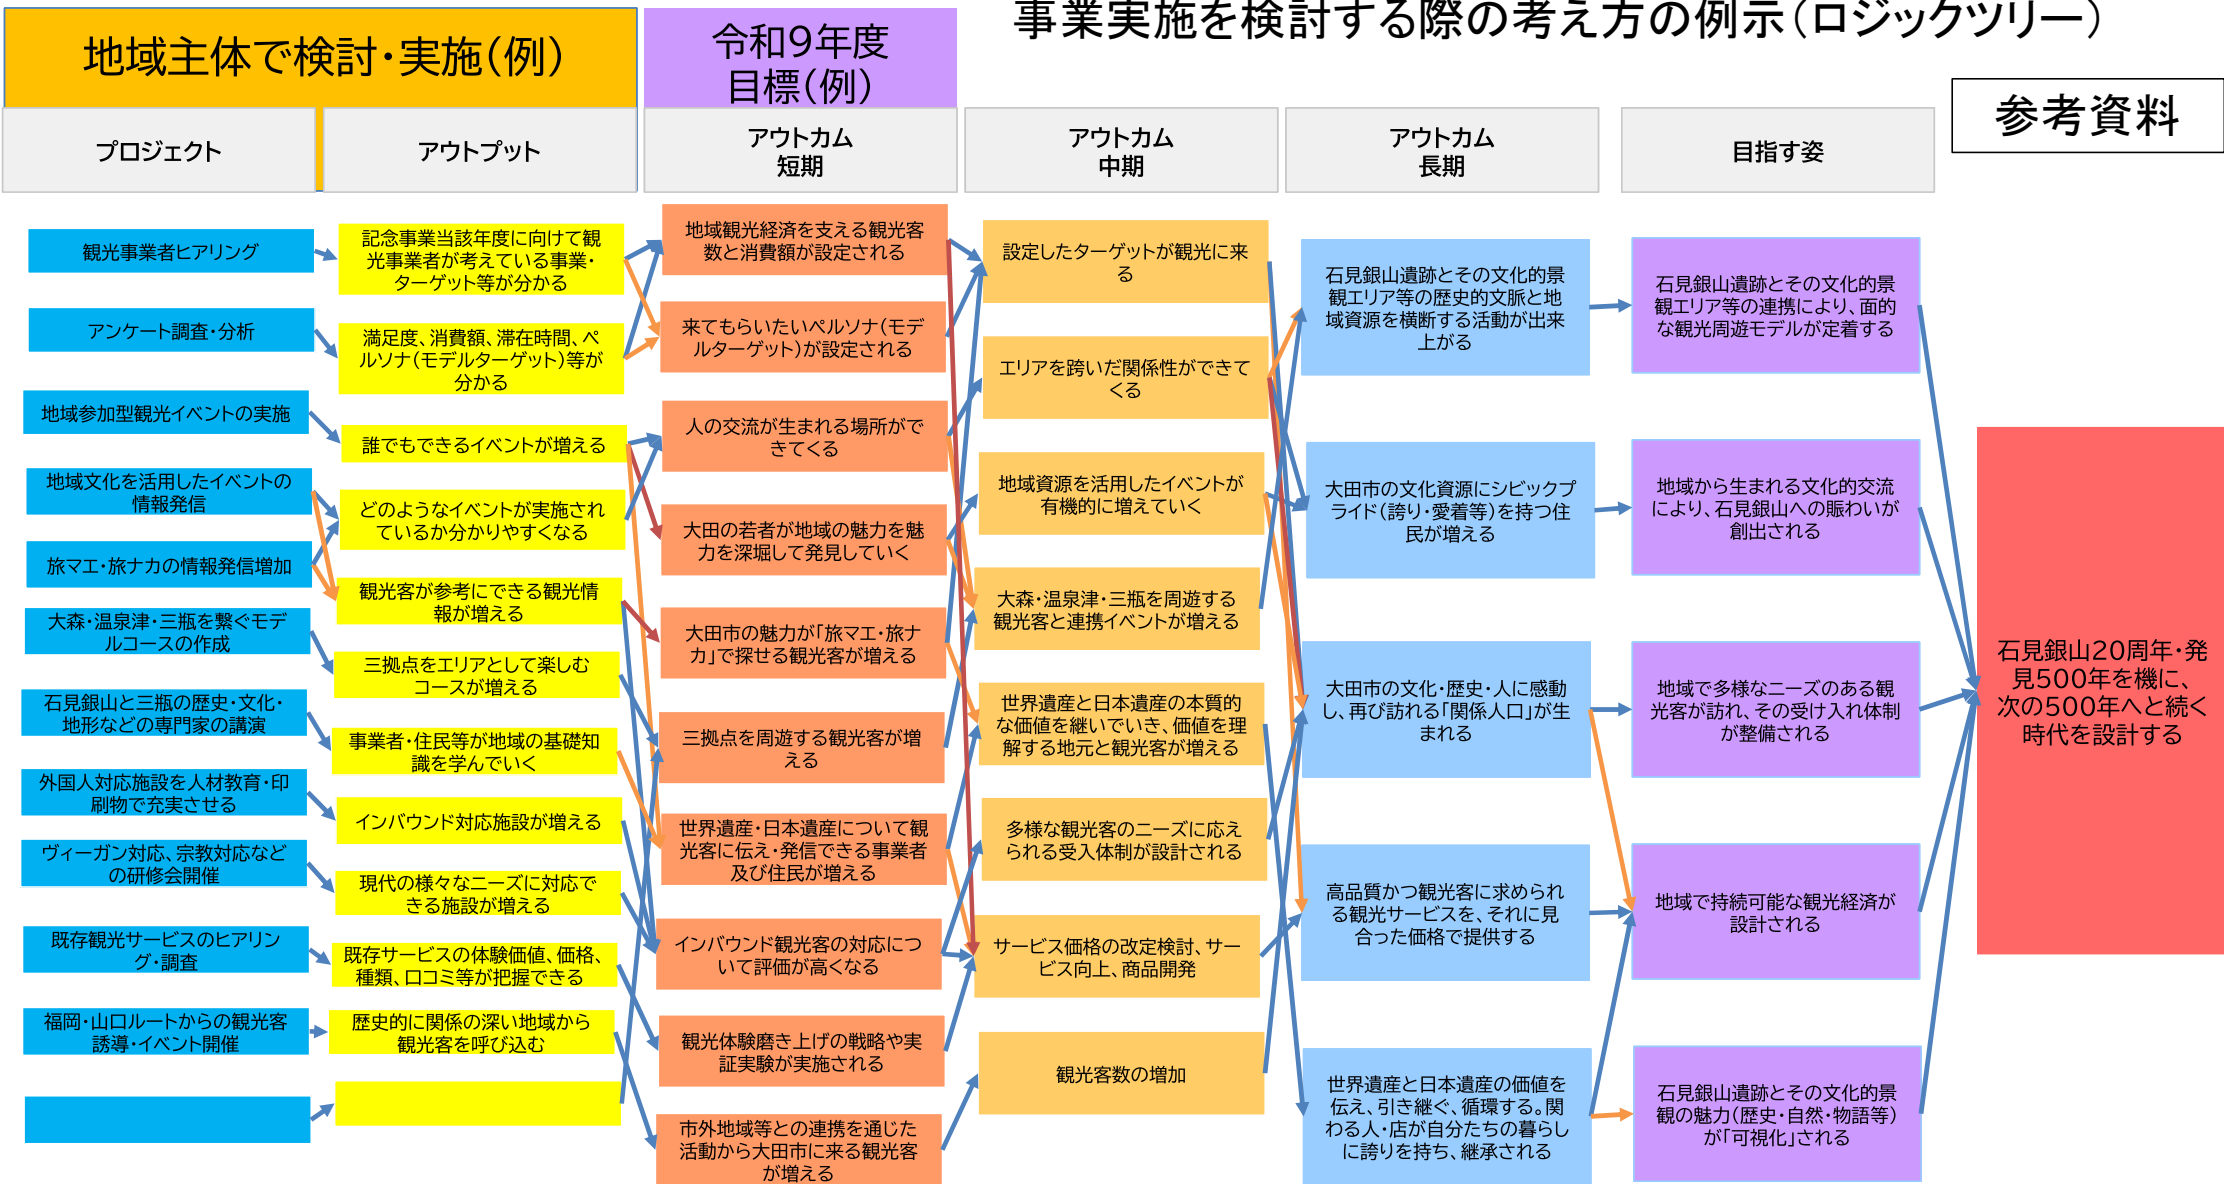 事業実施を検討する際の考え方の例示(ロジックツリー)
参考資料
地域主体で検討・実施(例)
令和9年度
目標(例)
プロジェクト
アウトプット
アウトカム
短期
アウトカム
中期
アウトカム
長期
目指す姿
観光事業者ヒアリング
アンケート調査・分析
地域参加型観光イベントの実施
地域文化を活用したイベントの
情報発信
旅マエ・旅ナカの情報発信増加
大森・温泉津・三瓶を繋ぐモデ
ルコースの作成
石見銀山と三瓶の歴史・文化・
地形などの専門家の講演
外国人対応施設を人材教育・印
刷物で充実させる
ヴィーガン対応、宗教対応など
の研修会開催
既存観光サービスのヒアリン
グ・調査
福岡・山口ルートからの観光客
誘導・イベント開催
記念事業当該年度に向けて観
光事業者が考えている事業・
ターゲット等が分かる
満足度、消費額、滞在時間、ペ
ルソナ(モデルターゲット)等が
分かる
誰でもできるイベントが増える
どのようなイベントが実施され
ているか分かりやすくなる
観光客が参考にできる観光情
報が増える
三拠点をエリアとして楽しむ
コースが増える
事業者・住民等が地域の基礎知
識を学んでいく
インバウンド対応施設が増える
現代の様々なニーズに対応で
きる施設が増える
既存サービスの体験価値、価格、
種類、口コミ等が把握できる
歴史的に関係の深い地域から
観光客を呼び込む
地域観光経済を支える観光客
数と消費額が設定される
来てもらいたいペルソナ(モデ
ルターゲット)が設定される
人の交流が生まれる場所がで
きてくる
大田の若者が地域の魅力を魅
力を深堀して発見していく
大田市の魅力が「旅マエ・旅ナ
カ」で探せる観光客が増える
三拠点を周遊する観光客が増
える
世界遺産・日本遺産について観
光客に伝え・発信できる事業者
及び住民が増える
インバウンド観光客の対応につ
いて評価が高くなる
観光体験磨き上げの戦略や実
証実験が実施される
市外地域等との連携を通じた
活動から大田市に来る観光客
が増える
設定したターゲットが観光に来
る
エリアを跨いだ関係性ができて
くる
地域資源を活用したイベントが
有機的に増えていく
大森・温泉津・三瓶を周遊する
観光客と連携イベントが増える
世界遺産と日本遺産の本質的
な価値を継いでいき、価値を理
解する地元と観光客が増える
多様な観光客のニーズに応え
られる受入体制が設計される
サービス価格の改定検討、サー
ビス向上、商品開発
観光客数の増加
石見銀山遺跡とその文化的景
観エリア等の歴史的文脈と地
域資源を横断する活動が出来
上がる
大田市の文化資源にシビックプ
ライド(誇り・愛着等)を持つ住
民が増える
大田市の文化・歴史・人に感動
し、再び訪れる「関係人口」が生
まれる
高品質かつ観光客に求められ
る観光サービスを、それに見
合った価格で提供する
世界遺産と日本遺産の価値を
伝え、引き継ぐ、循環する。関
わる人・店が自分たちの暮らし
に誇りを持ち、継承される
石見銀山遺跡とその文化的景
観エリア等の連携により、面的
な観光周遊モデルが定着する
地域から生まれる文化的交流
により、石見銀山への賑わいが
創出される
地域で多様なニーズのある観
光客が訪れ、その受け入れ体制
が整備される
地域で持続可能な観光経済が
設計される
石見銀山遺跡とその文化的景
観の魅力(歴史・自然・物語等)
が「可視化」される
石見銀山20周年・発
見500年を機に、
次の500年へと続く
時代を設計する